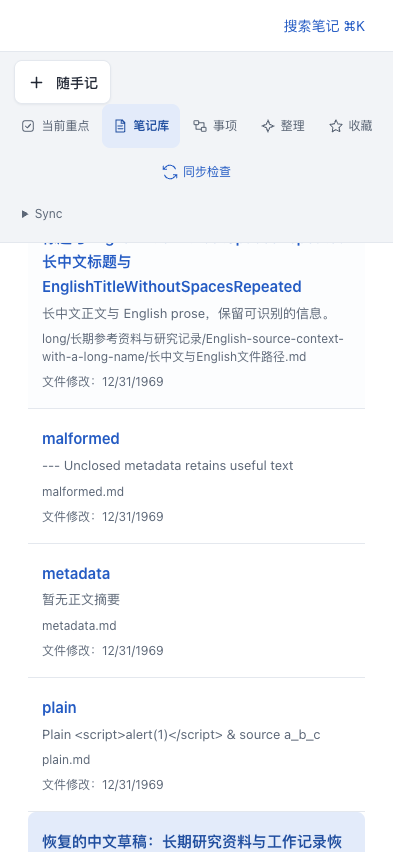 搜索笔记 ⌘K
随手记
当前重点
笔记库
事项
整理
收藏
同步检查
Sync
长中文标题与
EnglishTitleWithoutSpacesRepeated
长中文正文与 English prose，保留可识别的信息。
long/长期参考资料与研究记录/English-source-context-
with-a-long-name/长中文与English文件路径.md
文件修改：12/31/1969
malformed
--- Unclosed metadata retains useful text
malformed.md
文件修改：12/31/1969
metadata
暂无正文摘要
metadata.md
文件修改：12/31/1969
plain
Plain <script>alert(1)</script> & source a_b_c
plain.md
文件修改：12/31/1969
恢复的中文草稿：长期研究资料与工作记录恢